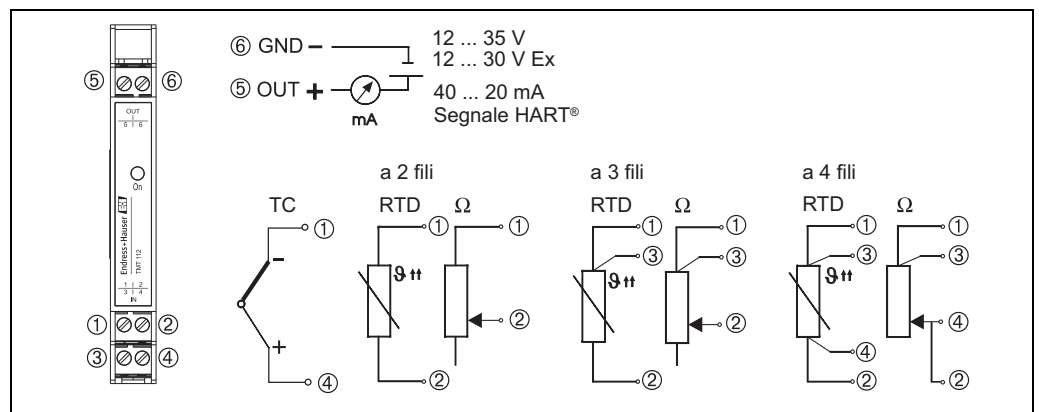 ⑥ GND -
12 ... 35 V
12 ... 30 V Ex
⑤ OUT +
mA
40 ... 20 mA
Segnale HART®
⑤ ⑥
OUT
5 6
On
Endress+Hauser EH
TMT 112
1 2
3 4
IN
① ②
③ ④
TC
①
-
+
④
a 2 fili
RTD Ω
① ①
ϑ
②
②
a 3 fili
RTD Ω
① ①
③ ③
ϑ
②
②
a 4 fili
RTD Ω
① ①
③ ③
ϑ
④
④
② ②